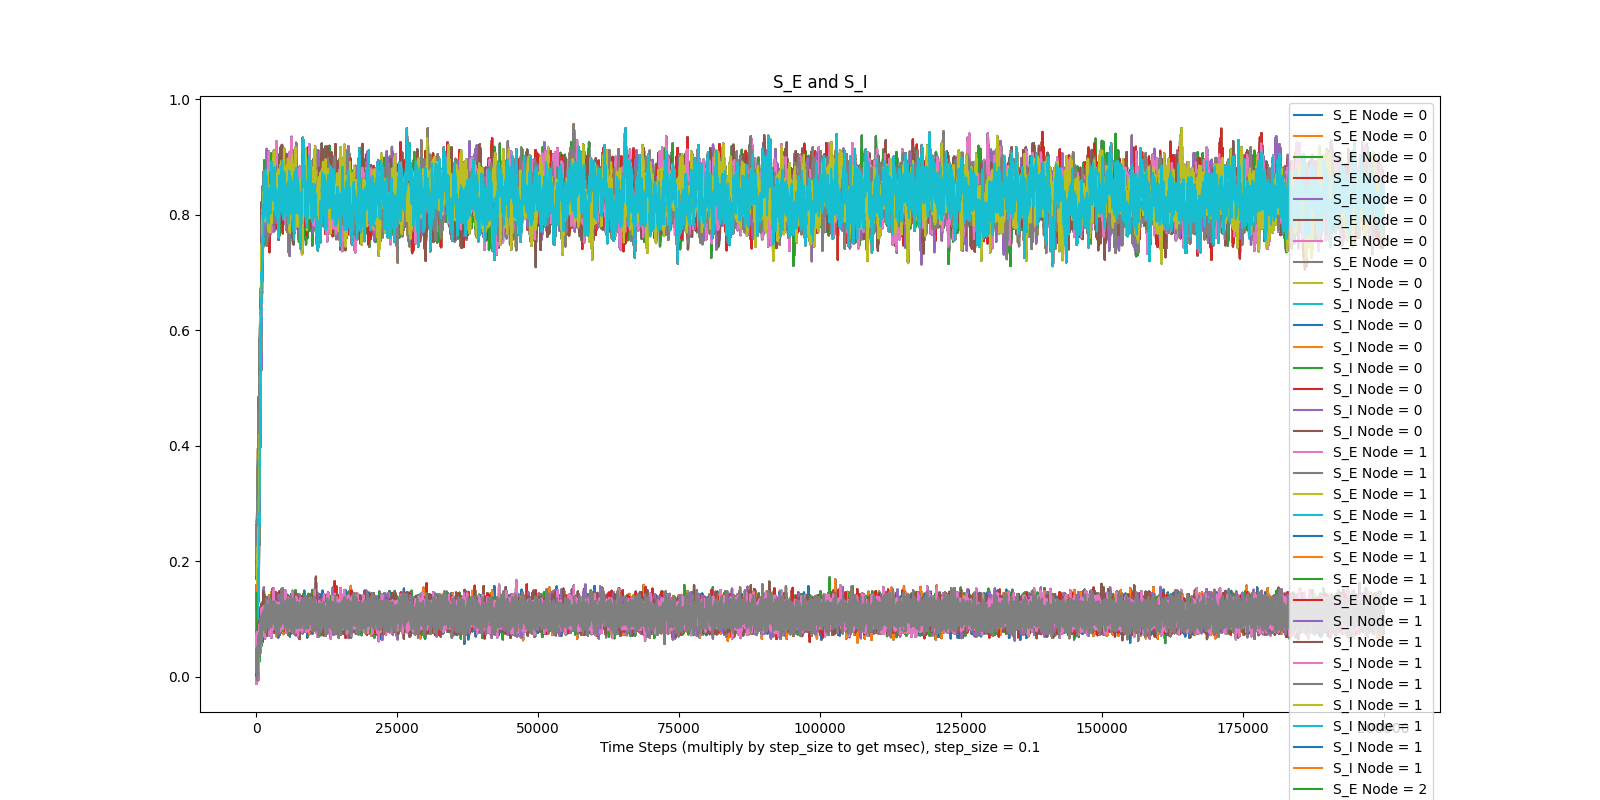 S_E and S_I
1.0
0.8
0.6
0.4
0.2
0.0
0
25000
50000
75000
100000
125000
150000
175000
Time Steps (multiply by step_size to get msec), step_size = 0.1
S_E Node = 0
S_E Node = 0
S_E Node = 0
S_E Node = 0
S_E Node = 0
S_E Node = 0
S_E Node = 0
S_E Node = 0
S_I Node = 0
S_I Node = 0
S_I Node = 0
S_I Node = 0
S_I Node = 0
S_I Node = 0
S_I Node = 0
S_I Node = 0
S_E Node = 1
S_E Node = 1
S_E Node = 1
S_E Node = 1
S_E Node = 1
S_E Node = 1
S_E Node = 1
S_E Node = 1
S_I Node = 1
S_I Node = 1
S_I Node = 1
S_I Node = 1
S_I Node = 1
S_I Node = 1
S_I Node = 1
S_I Node = 1
S_E Node = 2